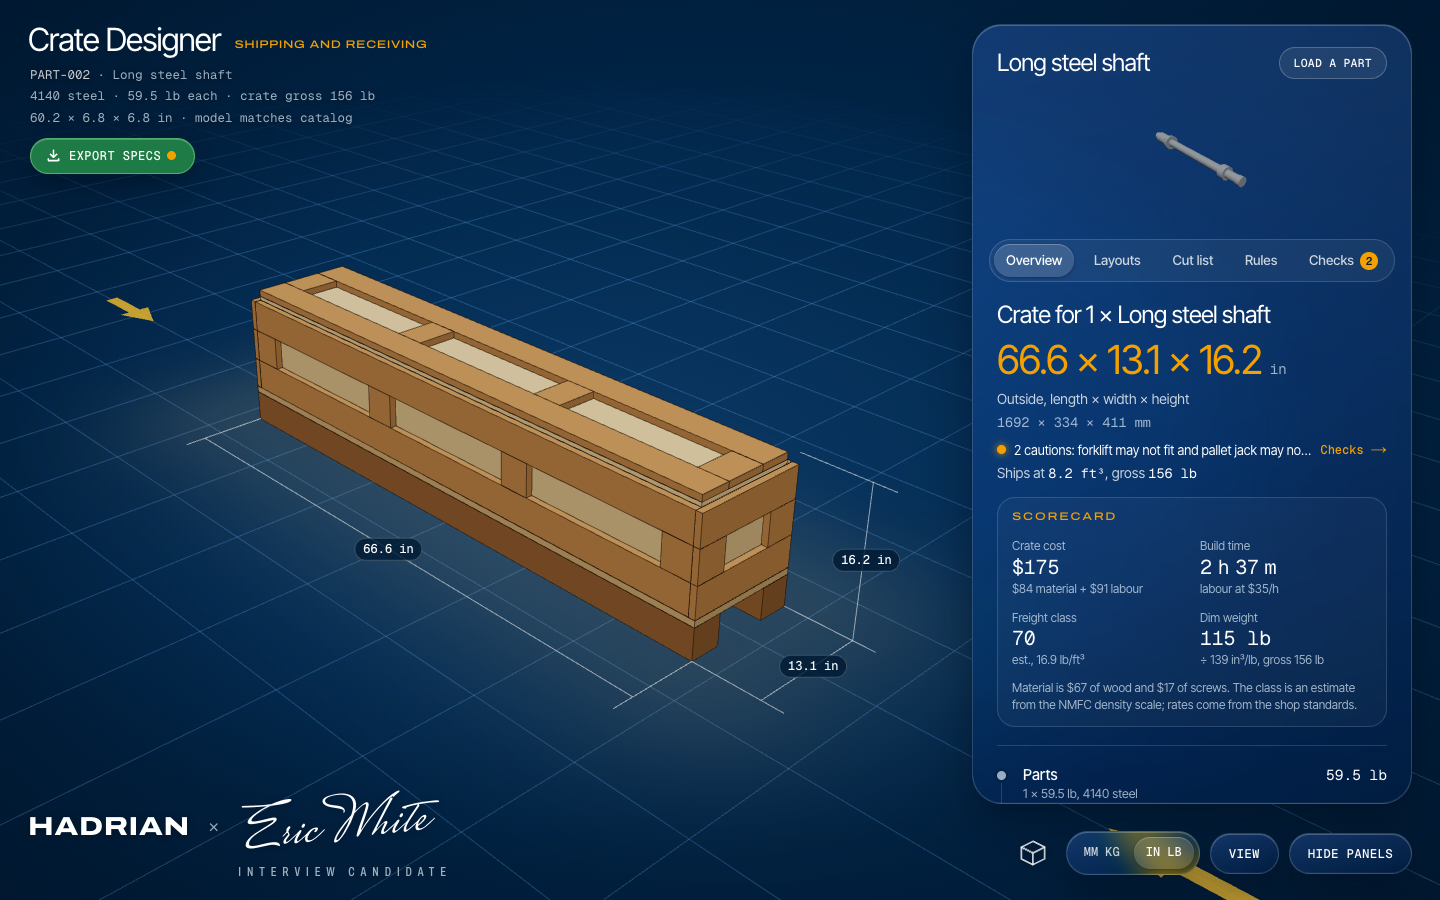 Crate Designer SHIPPING AND RECEIVING
PART-002 · Long steel shaft
4140 steel · 59.5 lb each · crate gross 156 lb
60.2 × 6.8 × 6.8 in · model matches catalog
EXPORT SPECS
66.6 in
16.2 in
13.1 in
HADRIAN × Eric White
INTERVIEW CANDIDATE
Long steel shaft
LOAD A PART
Overview Layouts Cut list Rules Checks 2
Crate for 1 × Long steel shaft
66.6 × 13.1 × 16.2 in
Outside, length × width × height
1692 × 334 × 411 mm
2 cautions: forklift may not fit and pallet jack may no... Checks →
Ships at 8.2 ft³, gross 156 lb
SCORECARD
Crate cost
$175
$84 material + $91 labour
Build time
2 h 37 m
labour at $35/h
Freight class
70
est., 16.9 lb/ft³
Dim weight
115 lb
÷ 139 in³/lb, gross 156 lb
Material is $67 of wood and $17 of screws. The class is an estimate
from the NMFC density scale; rates come from the shop standards.
Parts 59.5 lb
1 × 59.5 lb, 4140 steel
MM KG IN LB VIEW HIDE PANELS